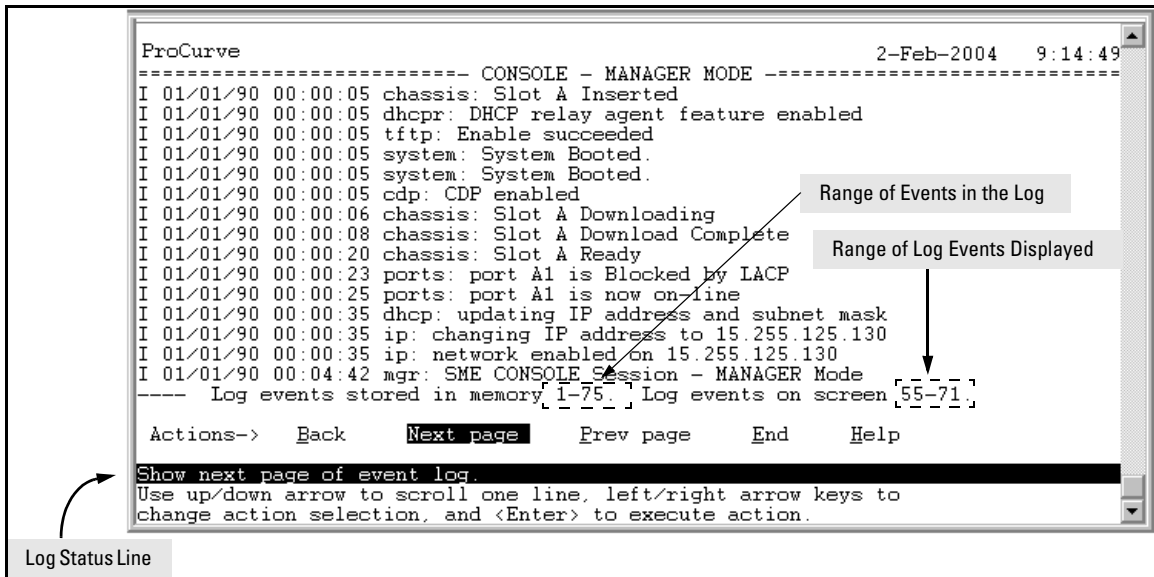 ProCurve 2-Feb-2004 9:14:49
==========================- CONSOLE - MANAGER MODE -============================
I 01/01/90 00:00:05 chassis: Slot A Inserted
I 01/01/90 00:00:05 dhcpr: DHCP relay agent feature enabled
I 01/01/90 00:00:05 tftp: Enable succeeded
I 01/01/90 00:00:05 system: System Booted.
I 01/01/90 00:00:05 system: System Booted.
I 01/01/90 00:00:05 cdp: CDP enabled
Range of Events in the Log
I 01/01/90 00:00:06 chassis: Slot A Downloading
I 01/01/90 00:00:08 chassis: Slot A Download Complete
Range of Log Events Displayed
I 01/01/90 00:00:20 chassis: Slot A Ready
I 01/01/90 00:00:23 ports: port A1 is Blocked by LACP
I 01/01/90 00:00:25 ports: port A1 is now on-line
I 01/01/90 00:00:35 dhcp: updating IP address and subnet mask
I 01/01/90 00:00:35 ip: changing IP address to 15.255.125.130
I 01/01/90 00:00:35 ip: network enabled on 15.255.125.130
I 01/01/90 00:04:42 mgr: SME CONSOLE Session - MANAGER Mode
---- Log events stored in memory 1-75. Log events on screen 55-71.
Actions-> Back Next page Prev page End Help
Show next page of event log.
Use up/down arrow to scroll one line, left/right arrow keys to
change action selection, and <Enter> to execute action.
Log Status Line